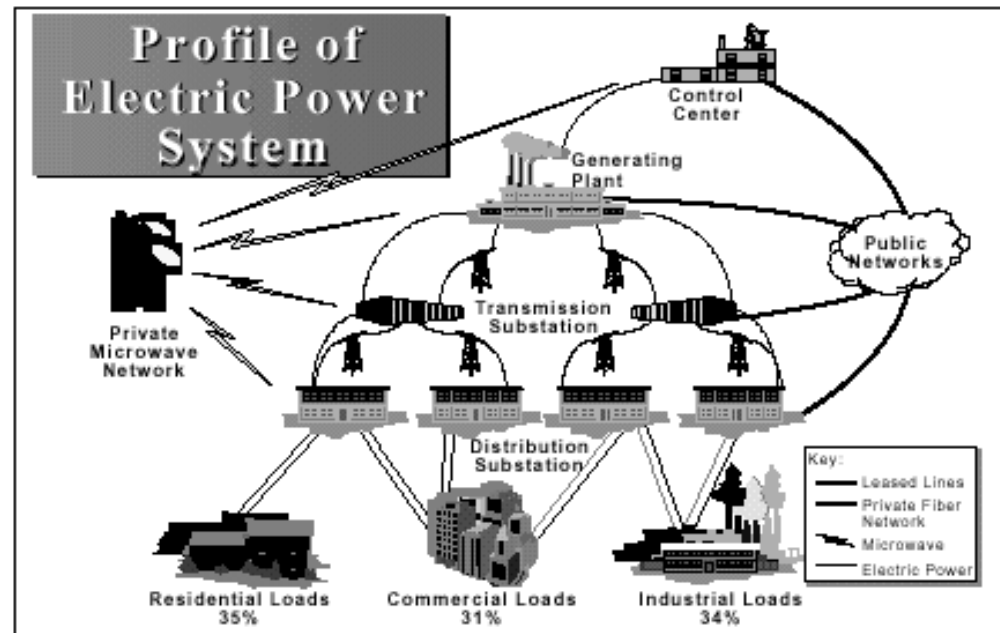 Profile of
Electric Power
System
Control
Center
Generating
Plant
Public
Networks
Transmission
Substation
Private
Microwave
Network
Distribution
Substation
Key:
Leased Lines
Private Fiber
Network
Microwave
Electric Power
Residential Loads
35%
Commercial Loads
31%
Industrial Loads
34%